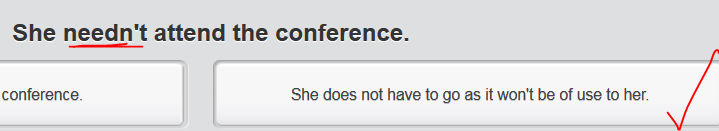 She needn't attend the conference.
conference.
She does not have to go as it won't be of use to her.